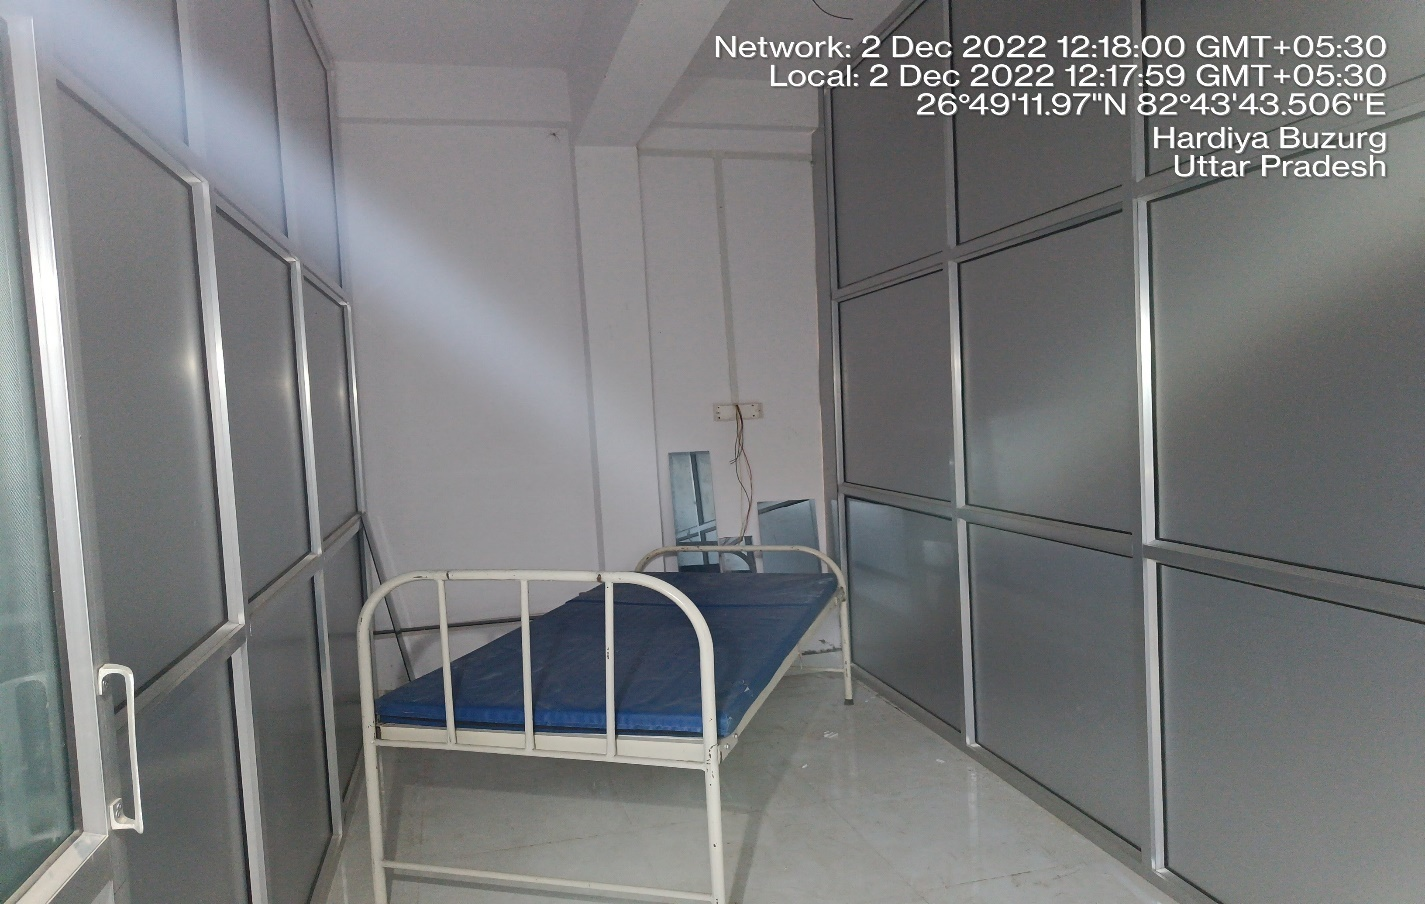 Network: 2 Dec 2022 12:18:00 GMT+05:30
Local: 2 Dec 2022 12:17:59 GMT+05:30
26°49'11.97"N 82°43'43.506"E
Hardiya Buzurg
Uttar Pradesh